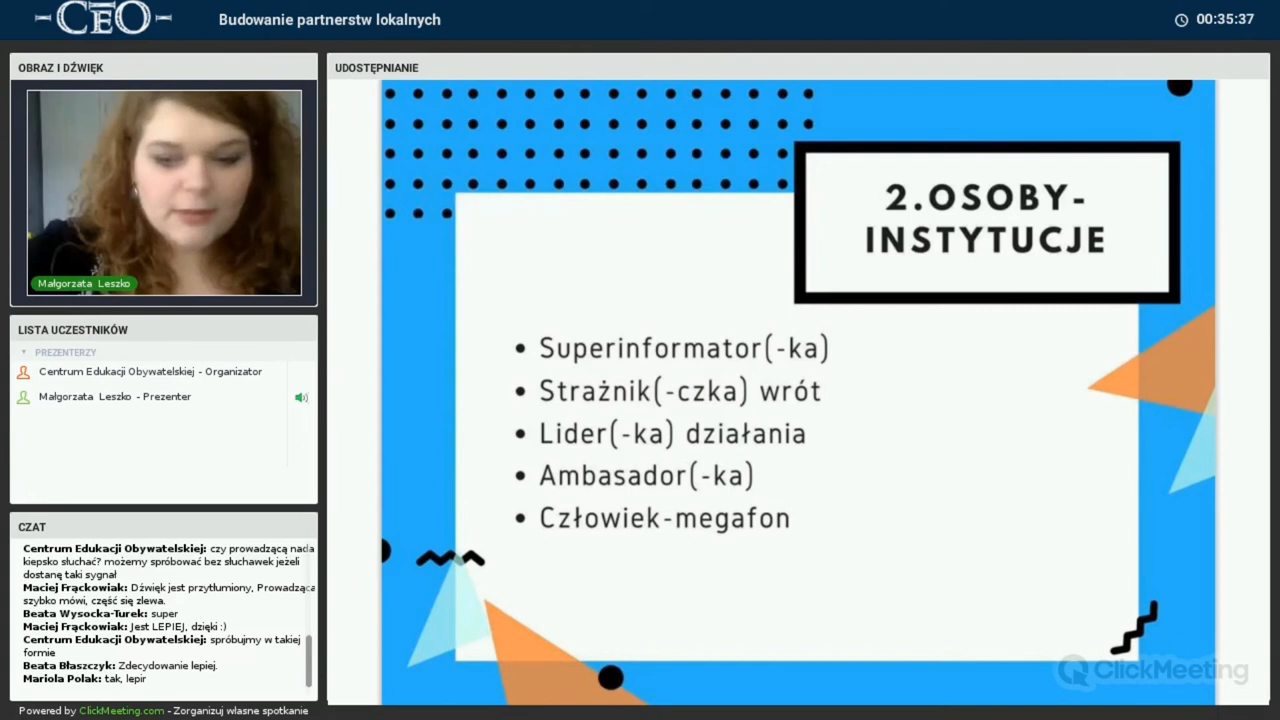 CEO
Budowanie partnerstw lokalnych
00:35:37
OBRAZ I DŹWIĘK
Małgorzata Leszko
LISTA UCZESTNIKÓW
PREZENTERZY
Centrum Edukacji Obywatelskiej - Organizator
Małgorzata Leszko - Prezenter
CZAT
Centrum Edukacji Obywatelskiej: czy prowadzącą nada
kiepsko słuchać? możemy spróbować bez słuchawek jeżeli
dostanę taki sygnał
Maciej Frąckowiak: Dźwięk jest przytłumiony, Prowadząca
szybko mówi, część się zlewa.
Beata Wysocka-Turek: super
Maciej Frąckowiak: Jest LEPIEJ, dzięki :)
Centrum Edukacji Obywatelskiej: spróbujmy w takiej
formie
Beata Błaszczyk: Zdecydowanie lepiej.
Mariola Polak: tak, lepir
Powered by ClickMeeting.com - Zorganizuj własne spotkanie
UDOSTĘPNIANIE
2.OSOBY-
INSTYTUCJE
• Superinformator(-ka)
• Strażnik(-czka) wrót
• Lider(-ka) działania
• Ambasador(-ka)
• Człowiek-megafon
ClickMeeting